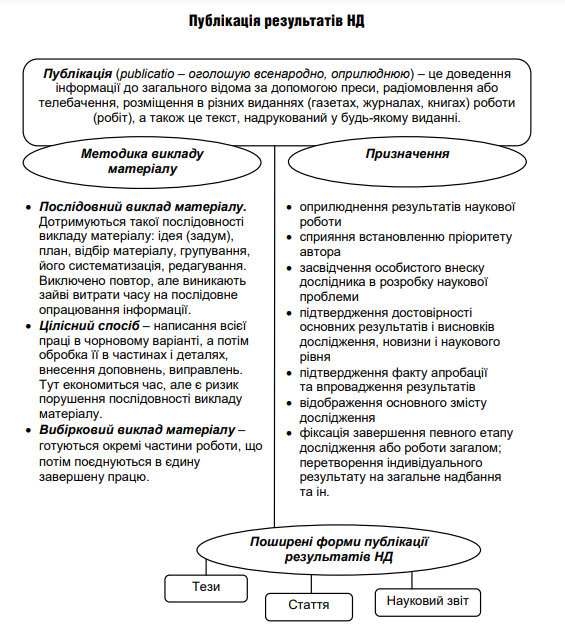 Публікація результатів НД
Публікація (publicatio – оголошую всенародно, оприлюднюю) – це доведення
інформації до загального відома за допомогою преси, радіомовлення або
телебачення, розміщення в різних виданнях (газетах, журналах, книгах) роботи
(робіт), а також це текст, надрукований у будь-якому виданні.
Методика викладу
матеріалу
• Послідовний виклад матеріалу.
Дотримуються такої послідовності
викладу матеріалу: ідея (задум),
план, відбір матеріалу, групування,
його систематизація, редагування.
Виключено повтор, але виникають
зайві витрати часу на послідовне
опрацювання інформації.
• Цілісний спосіб – написання всієї
праці в чорновому варіанті, а потім
обробка її в частинах і деталях,
внесення доповнень, виправлень.
Тут економиться час, але є ризик
порушення послідовності викладу
матеріалу.
• Вибірковий виклад матеріалу –
готуються окремі частини роботи, що
потім поєднуються в єдину
завершену працю.
Призначення
• оприлюднення результатів наукової
роботи
• сприяння встановленню пріоритету
автора
• засвідчення особистого внеску
дослідника в розробку наукової
проблеми
• підтвердження достовірності
основних результатів і висновків
дослідження, новизни і наукового
рівня
• підтвердження факту апробації
та впровадження результатів
• відображення основного змісту
дослідження
• фіксація завершення певного етапу
дослідження або роботи загалом;
перетворення індивідуального
результату на загальне надбання
та ін.
Поширені форми публікації
результатів НД
Тези
Стаття
Науковий звіт